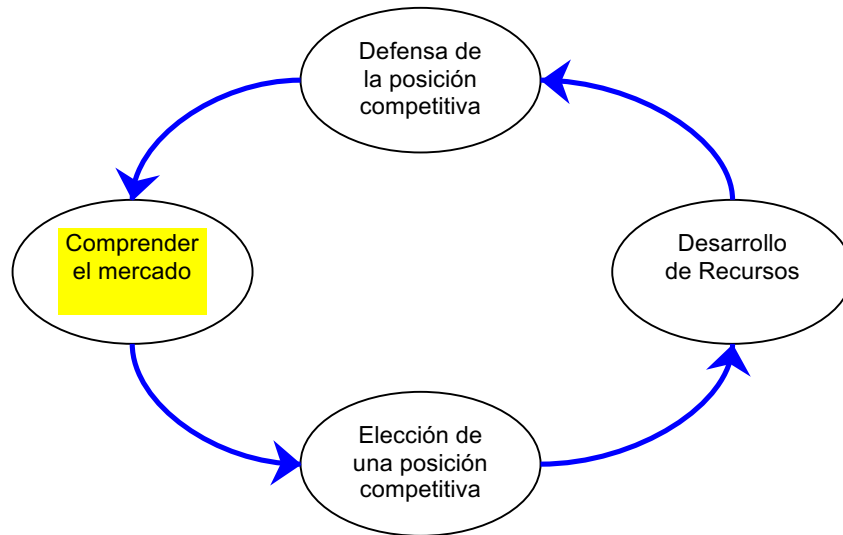 Defensa de
la posición
competitiva
Comprender
el mercado
Desarrollo
de Recursos
Elección de
una posición
competitiva